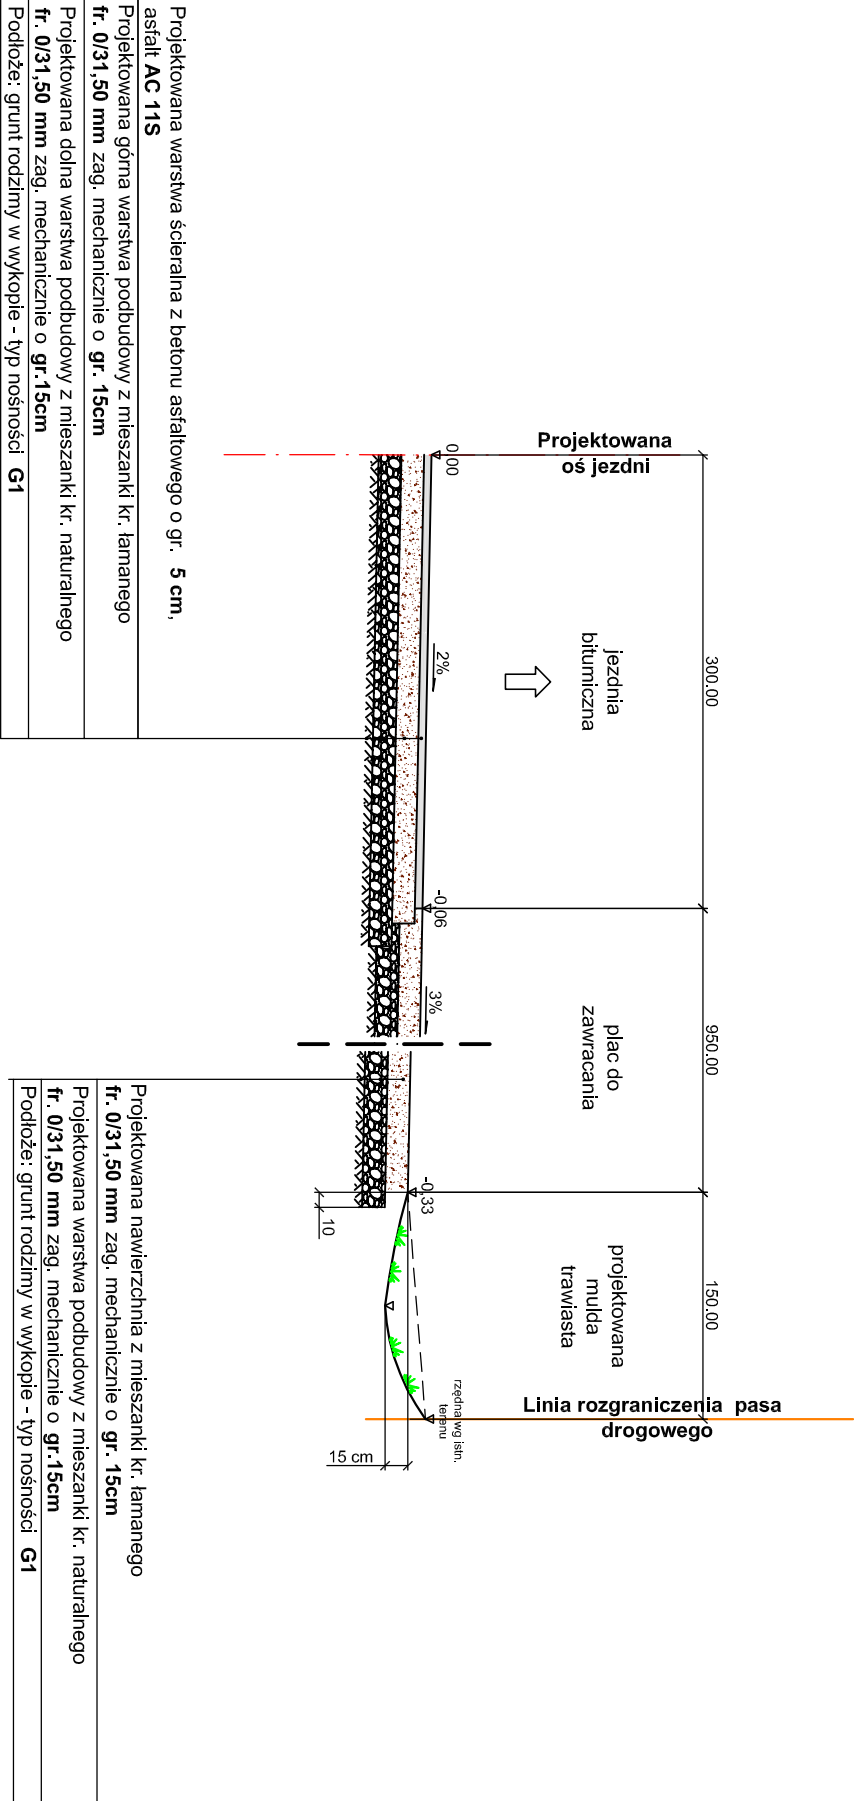 Projektowana
oś jezdni
300.00
950.00
150.00
jezdnia
bitumiczna
plac do
zawracania
projektowana
mulda
trawiasta
Linia rozgraniczenia pasa
drogowego
0,00
2%
-0,06
3%
-0,33
rzędna wg istn.
terenu
10
15 cm
Projektowana warstwa ścieralna z betonu asfaltowego o gr. 5 cm,
asfalt AC 11S
Projektowana górna warstwa podbudowy z mieszanki kr. łamanego
fr. 0/31,50 mm zag. mechanicznie o gr. 15cm
Projektowana dolna warstwa podbudowy z mieszanki kr. naturalnego
fr. 0/31,50 mm zag. mechanicznie o gr.15cm
Podłoże: grunt rodzimy w wykopie - typ nośności G1
Projektowana nawierzchnia z mieszanki kr. łamanego
fr. 0/31,50 mm zag. mechanicznie o gr. 15cm
Projektowana warstwa podbudowy z mieszanki kr. naturalnego
fr. 0/31,50 mm zag. mechanicznie o gr.15cm
Podłoże: grunt rodzimy w wykopie - typ nośności G1